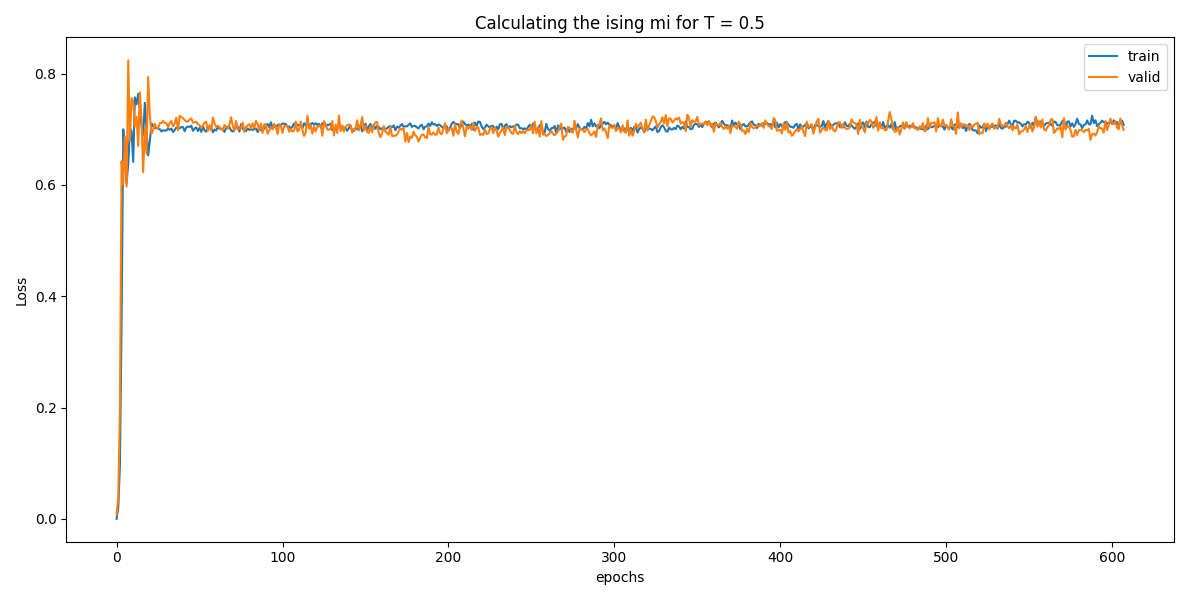 Calculating the ising mi for T = 0.5
train
valid
Loss
0.8
0.6
0.4
0.2
0.0
0 100 200 300 400 500 600
epochs